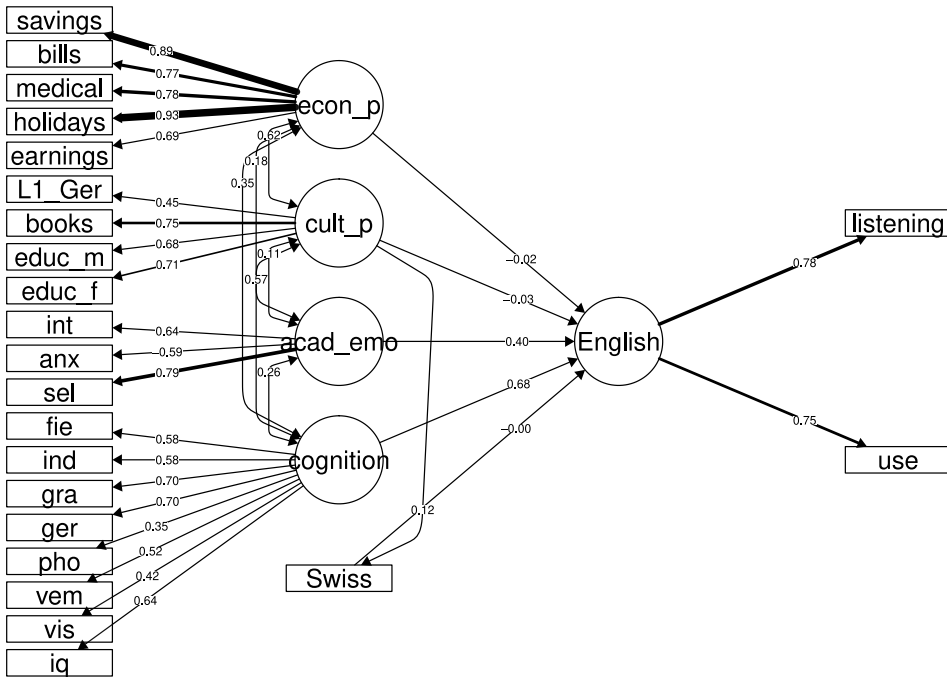 savings
bills
medical
holidays
earnings
L1_Ger
books
educ_m
educ_f
int
anx
sel
fie
ind
gra
ger
pho
vem
vis
iq
0.89
0.77
0.78
0.93
0.69
0.45
0.75
0.68
0.71
0.64
−0.59
0.79
0.58
0.58
0.70
0.70
0.35
0.52
0.42
0.64
econ_p
cult_p
acad_emo
cognition
0.62
0.18
0.35
0.11
0.57
0.26
Swiss
0.12
−0.02
−0.03
0.40
0.68
−0.00
English
0.78
0.75
listening
use